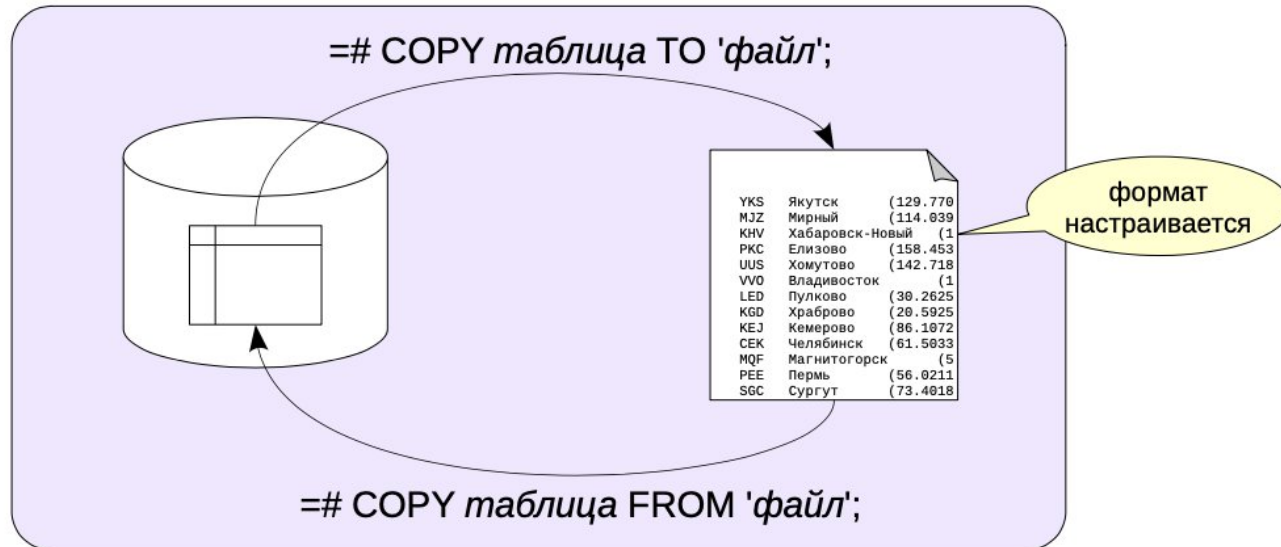 =# COPY таблица TO 'файл';
YKS Якутск (129.770
MJZ Мирный (114.039
KHV Хабаровск-Новый (1
PKC Елизово (158.453
UUS Хомутово (142.718
VVO Владивосток (1
LED Пулково (30.2625
KGD Храброво (20.5925
KEJ Кемерово (86.1072
CEK Челябинск (61.5033
MQF Магнитогорск (5
PEE Пермь (56.0211
SGC Сургут (73.4018
формат
настраивается
=# COPY таблица FROM 'файл';